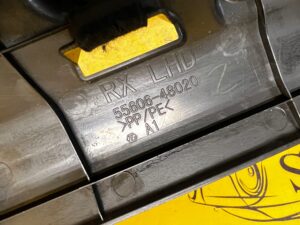 RX LHD
55606-48020
>PP/PE<
A1